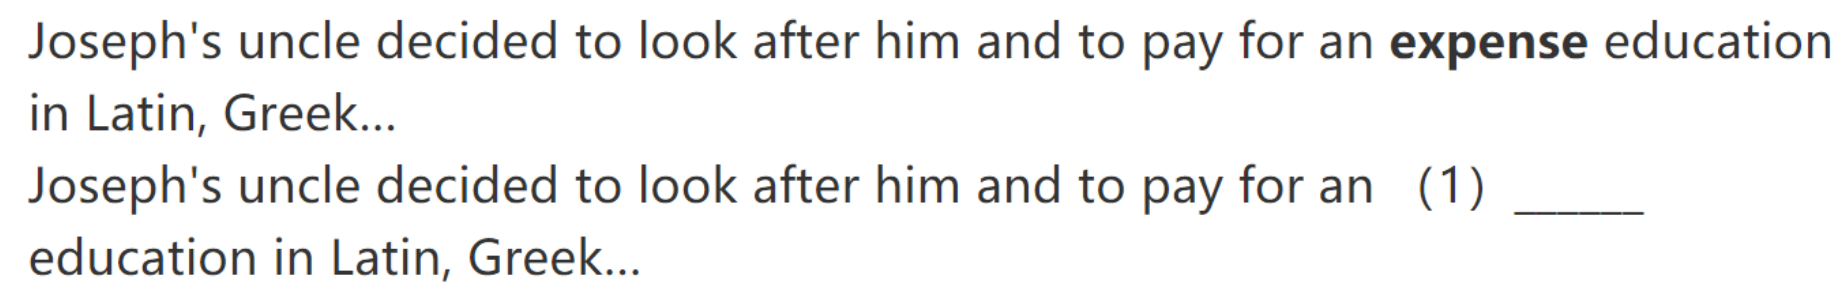 Joseph's uncle decided to look after him and to pay for an expense education
in Latin, Greek...
Joseph's uncle decided to look after him and to pay for an （1）______
education in Latin, Greek...